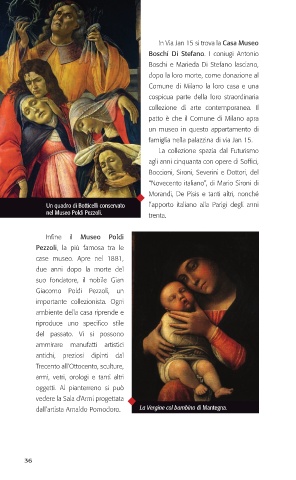 In Via Jan 15 si trova la Casa Museo
Boschi Di Stefano. I coniugi Antonio
Boschi e Marieda Di Stefano lasciano,
dopo la loro morte, come donazione al
Comune di Milano la loro casa e una
cospicua parte della loro straordinaria
collezione di arte contemporanea. Il
patto è che il Comune di Milano apra
un museo in questo appartamento di
famiglia nella palazzina di via Jan 15.
La collezione spazia dal Futurismo
agli anni cinquanta con opere di Soffici,
Boccioni, Sironi, Severini e Dottori, del
"Novecento italiano", di Mario Sironi di
Morandi, De Pisis e tanti altri, nonché
l'apporto italiano alla Parigi degli anni
trenta.
Un quadro di Botticelli conservato
nel Museo Poldi Pezzoli.
Infine il Museo Poldi
Pezzoli, la più famosa tra le
case museo. Apre nel 1881,
due anni dopo la morte del
suo fondatore, il nobile Gian
Giacomo Poldi Pezzoli, un
importante collezionista. Ogni
ambiente della casa riprende e
riproduce uno specifico stile
del passato. Vi si possono
ammirare manufatti artistici
antichi, preziosi dipinti dal
Trecento all'Ottocento, sculture,
armi, vetri, orologi e tanti altri
oggetti. Al pianterreno si può
vedere la Sala d'Armi progettata
dall'artista Arnaldo Pomodoro.
La Vergine col bambino di Mantegna.
36